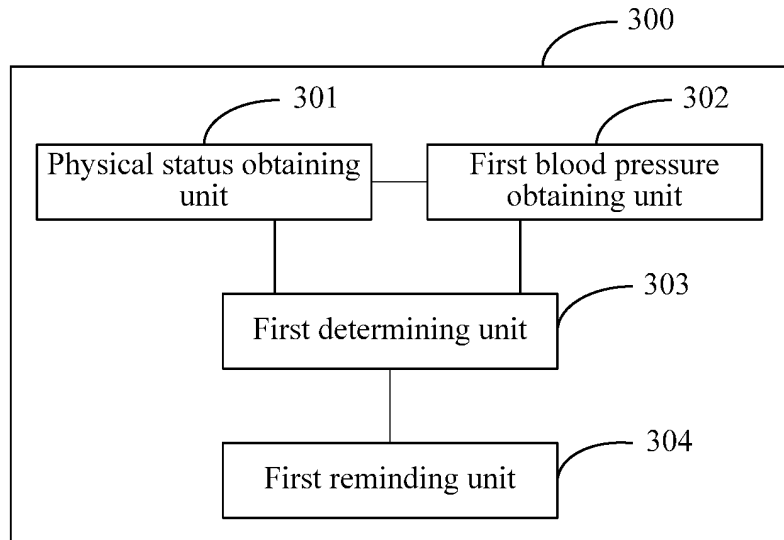 300
301
302
Physical status obtaining
unit
First blood pressure
obtaining unit
303
First determining unit
304
First reminding unit